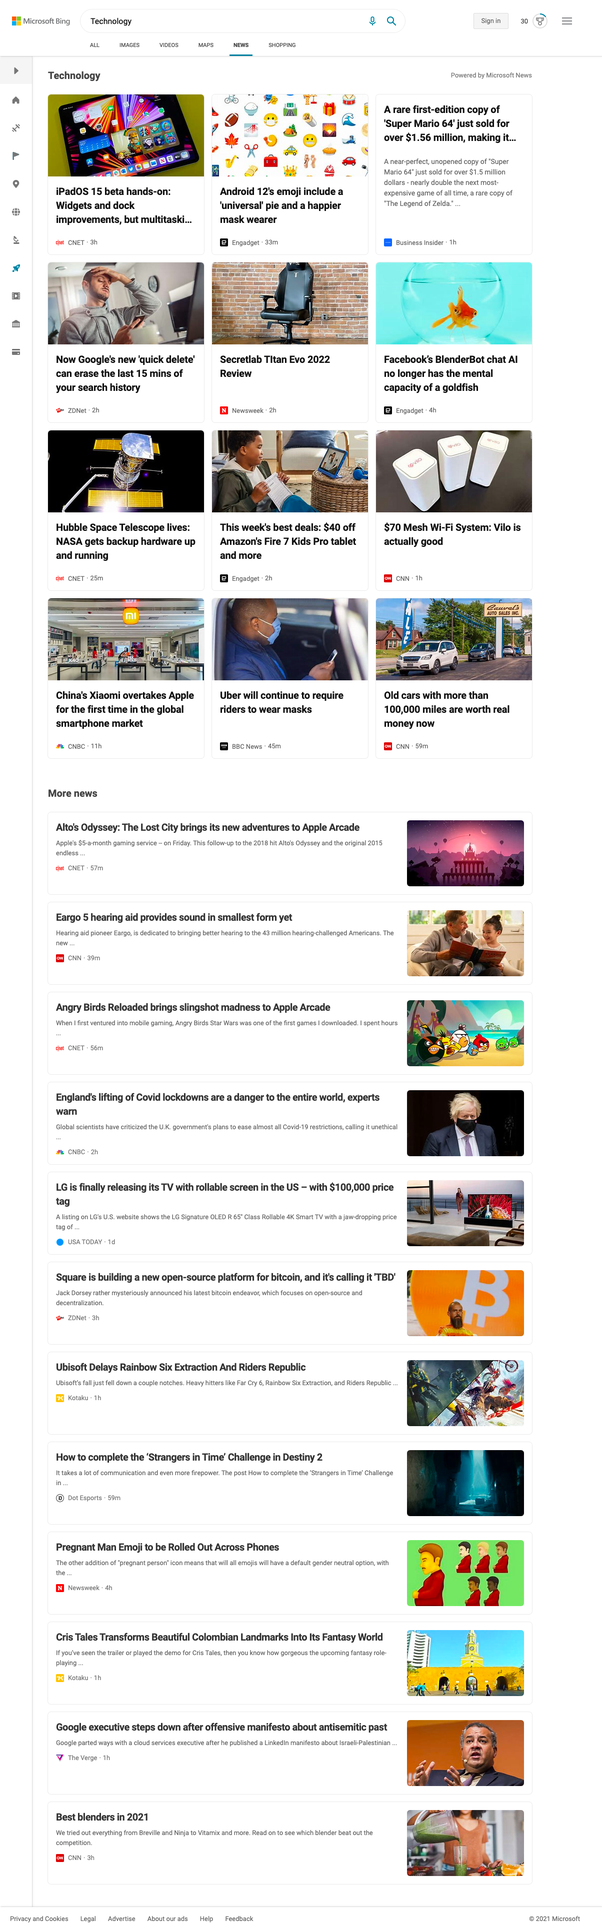 Microsoft Bing
Technology
Sign in
30
ALL
IMAGES
VIDEOS
MAPS
NEWS
SHOPPING
Technology
Powered by Microsoft News
iPadOS 15 beta hands-on:
Widgets and dock
improvements, but multitaski...
CNET · 3h
Android 12's emoji include a
'universal' pie and a happier
mask wearer
Engadget · 33m
A rare first-edition copy of
'Super Mario 64' just sold for
over $1.56 million, making it...
A near-perfect, unopened copy of "Super
Mario 64" just sold for over $1.5 million
dollars - nearly double the next most-
expensive game of all time, a rare copy of
"The Legend of Zelda." ...
Business Insider · 1h
Now Google's new 'quick delete'
can erase the last 15 mins of
your search history
ZDNet · 2h
Secretlab TItan Evo 2022
Review
Newsweek · 2h
Facebook's BlenderBot chat AI
no longer has the mental
capacity of a goldfish
Engadget · 4h
Hubble Space Telescope lives:
NASA gets backup hardware up
and running
CNET · 25m
This week's best deals: $40 off
Amazon's Fire 7 Kids Pro tablet
and more
Engadget · 2h
$70 Mesh Wi-Fi System: Vilo is
actually good
CNN · 1h
China's Xiaomi overtakes Apple
for the first time in the global
smartphone market
CNBC · 11h
Uber will continue to require
riders to wear masks
BBC News · 45m
Old cars with more than
100,000 miles are worth real
money now
CNN · 59m
More news
Alto's Odyssey: The Lost City brings its new adventures to Apple Arcade
Apple's $5-a-month gaming service – on Friday. This follow-up to the 2018 hit Alto's Odyssey and the original 2015
endless ...
CNET · 57m
Eargo 5 hearing aid provides sound in smallest form yet
Hearing aid pioneer Eargo, is dedicated to bringing better hearing to the 43 million hearing-challenged Americans. The
new ...
CNN · 39m
Angry Birds Reloaded brings slingshot madness to Apple Arcade
When I first ventured into mobile gaming, Angry Birds Star Wars was one of the first games I downloaded. I spent hours
...
CNET · 56m
England's lifting of Covid lockdowns are a danger to the entire world, experts
warn
Global scientists have criticized the U.K. government's plans to ease almost all Covid-19 restrictions, calling it unethical
...
CNBC · 2h
LG is finally releasing its TV with rollable screen in the US – with $100,000 price
tag
A listing on LG's U.S. website shows the LG Signature OLED R 65" Class Rollable 4K Smart TV with a jaw-dropping price
tag of ...
USA TODAY · 1d
Square is building a new open-source platform for bitcoin, and it's calling it 'TBD'
Jack Dorsey rather mysteriously announced his latest bitcoin endeavor, which focuses on open-source and
decentralization.
ZDNet · 3h
Ubisoft Delays Rainbow Six Extraction And Riders Republic
Ubisoft's fall just fell down a couple notches. Heavy hitters like Far Cry 6, Rainbow Six Extraction, and Riders Republic ...
Kotaku · 1h
How to complete the 'Strangers in Time' Challenge in Destiny 2
It takes a lot of communication and even more firepower. The post How to complete the 'Strangers in Time' Challenge
in ...
Dot Esports · 59m
Pregnant Man Emoji to be Rolled Out Across Phones
The other addition of "pregnant person" icon means that will all emojis will have a default gender neutral option, with
the ...
Newsweek · 4h
Cris Tales Transforms Beautiful Colombian Landmarks Into Its Fantasy World
If you've seen the trailer or played the demo for Cris Tales, then you know how gorgeous the upcoming fantasy role-
playing ...
Kotaku · 1h
Google executive steps down after offensive manifesto about antisemitic past
Google parted ways with a cloud services executive after he published a LinkedIn manifesto about Israeli-Palestinian ...
The Verge · 1h
Best blenders in 2021
We tried out everything from Breville and Ninja to Vitamix and more. Read on to see which blender beat out the
competition.
CNN · 3h
Privacy and Cookies
Legal
Advertise
About our ads
Help
Feedback
© 2021 Microsoft